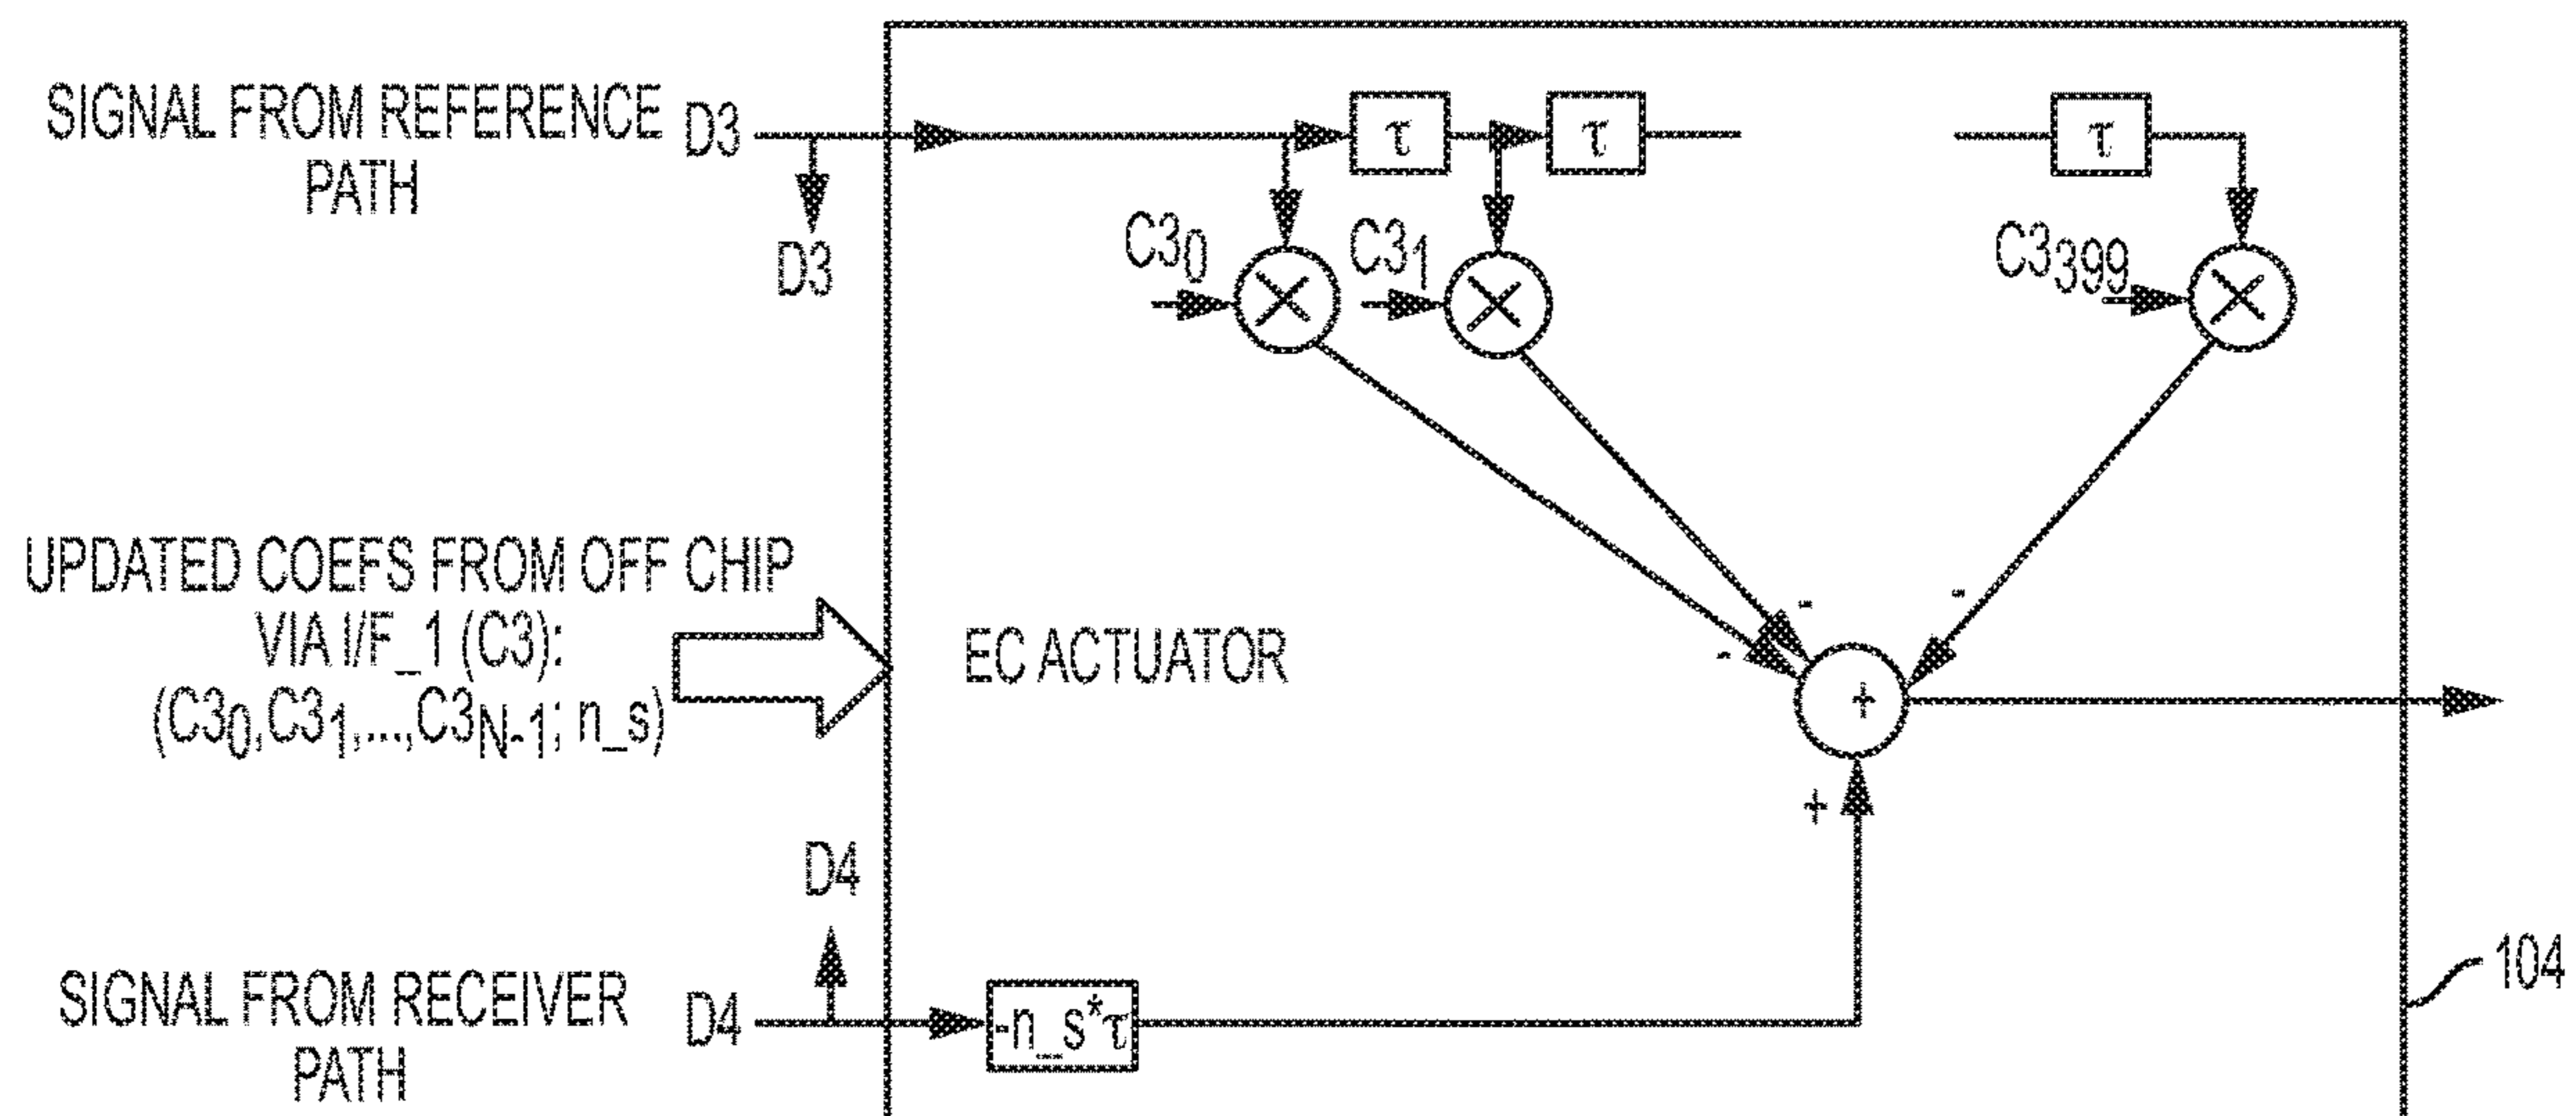 SIGNAL FROM REFERENCE
PATH
D3
D3
τ
τ
τ
C3₀
C3₁
C3₃₉₉
UPDATED COEFS FROM OFF CHIP
VIA I/F_1 (C3):
(C3₀,C3₁,...,C3N-1; n_s)
EC ACTUATOR
-
-
-
+
+
D4
SIGNAL FROM RECEIVER
PATH
D4
-n_s*τ
104